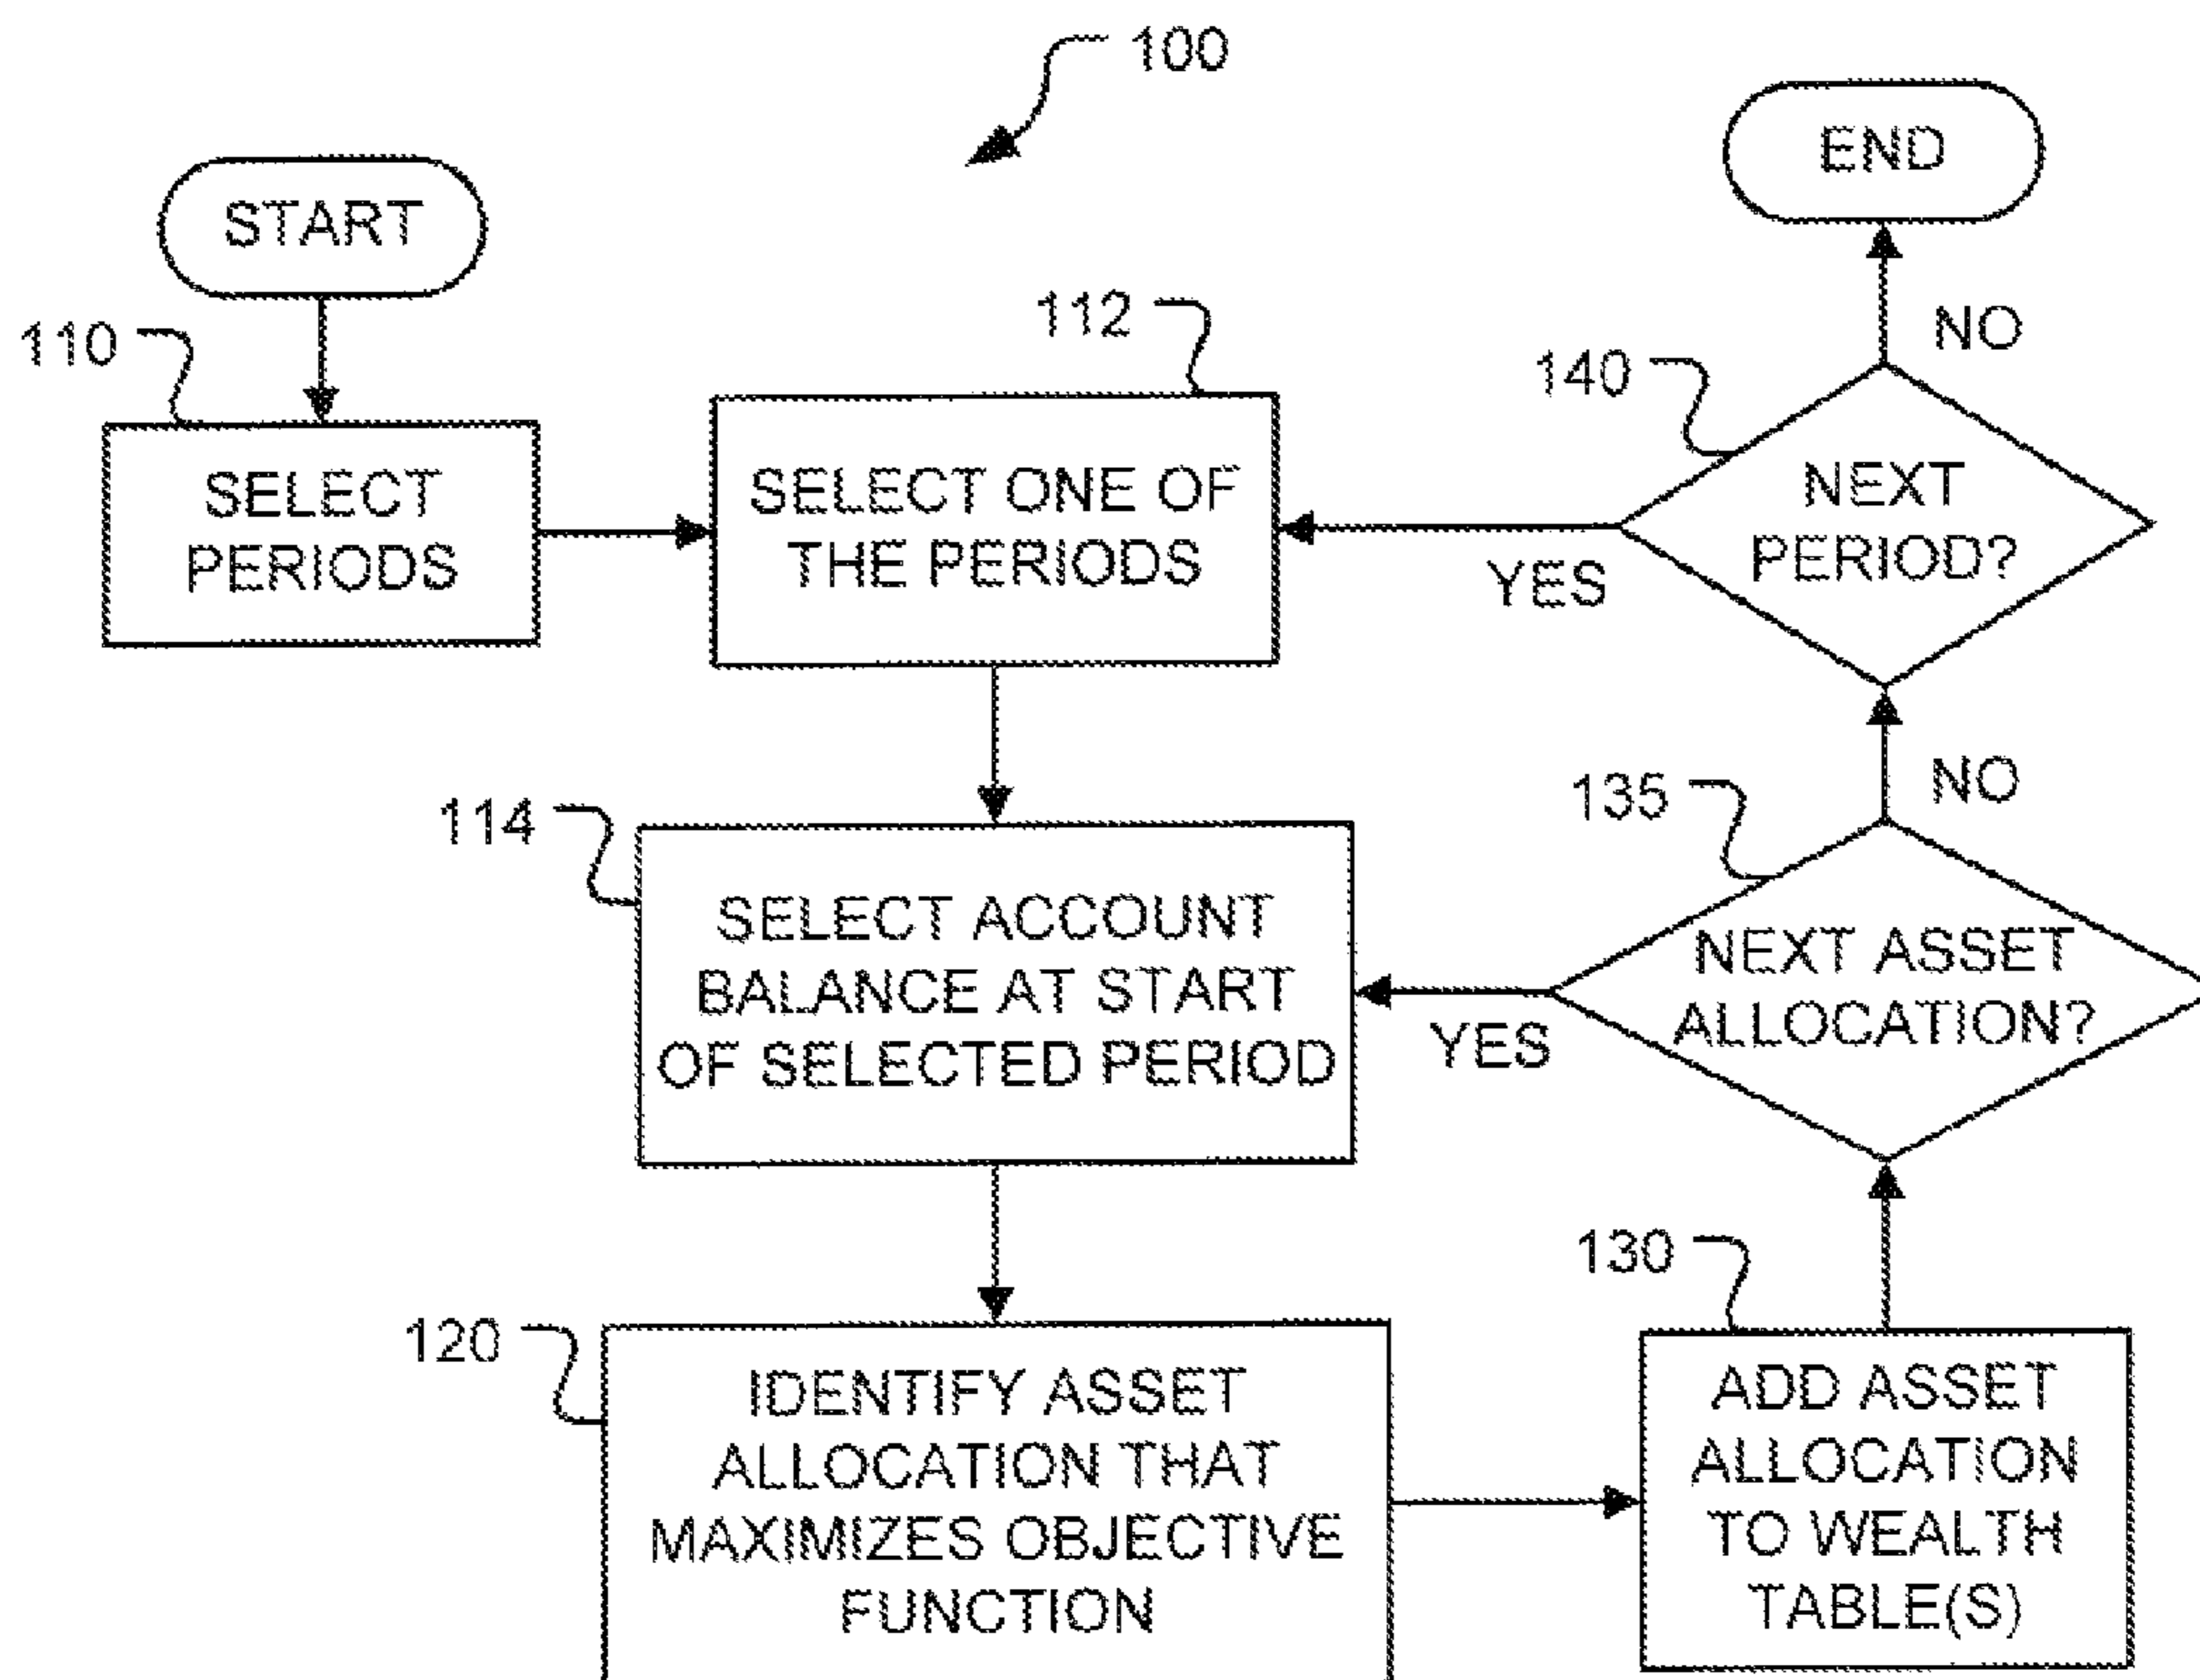 100
START
END
110
112
140
NO
SELECT
PERIODS
SELECT ONE OF
THE PERIODS
NEXT
PERIOD?
YES
114
135
NO
SELECT ACCOUNT
BALANCE AT START
OF SELECTED PERIOD
NEXT ASSET
ALLOCATION?
YES
120
130
IDENTIFY ASSET
ALLOCATION THAT
MAXIMIZES OBJECTIVE
FUNCTION
ADD ASSET
ALLOCATION
TO WEALTH
TABLE(S)